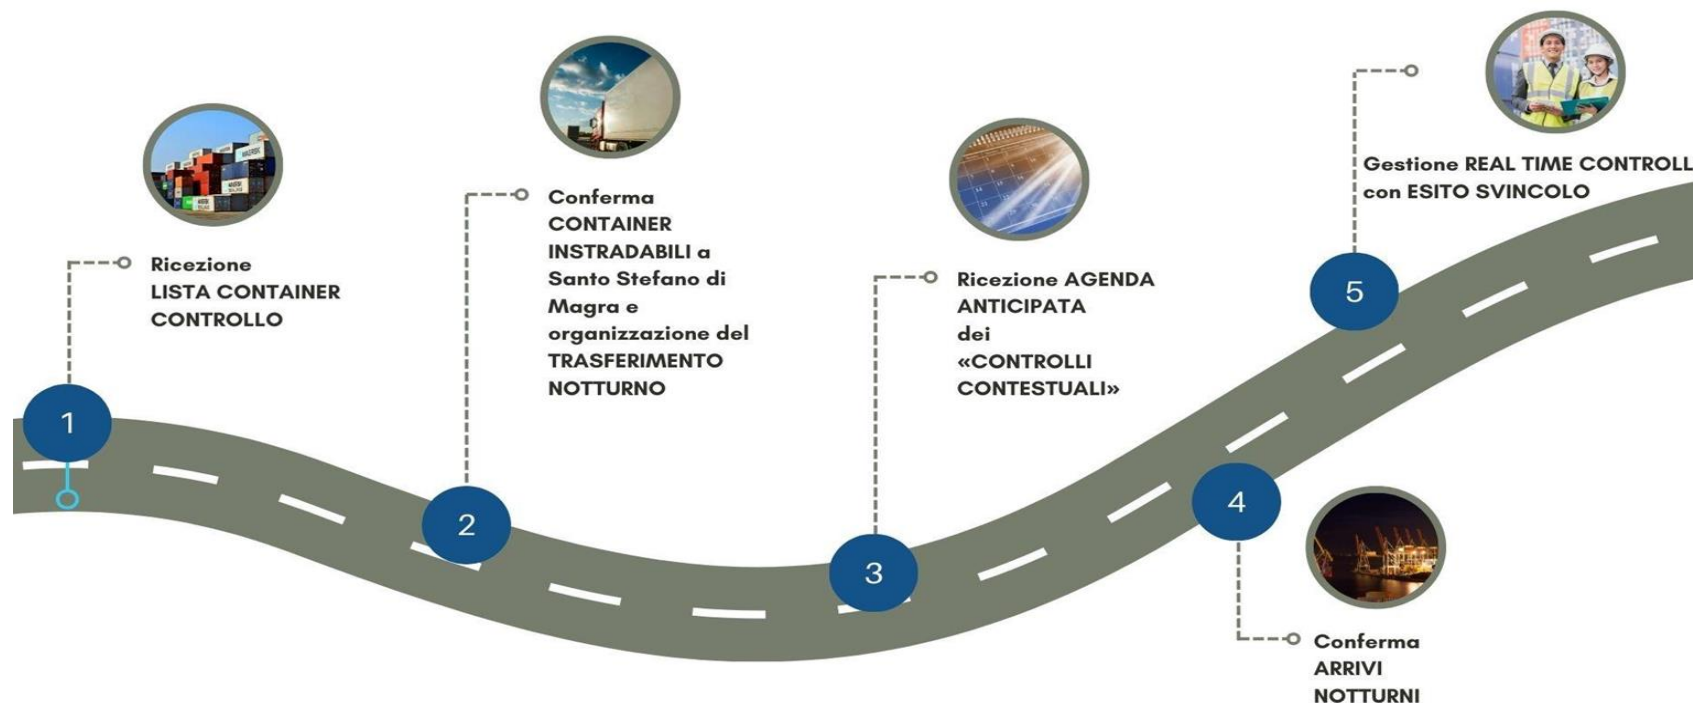 1
Ricezione
LISTA CONTAINER
CONTROLLO
2
Conferma
CONTAINER
INSTRADABILI a
Santo Stefano di
Magra e
organizzazione del
TRASFERIMENTO
NOTTURNO
3
Ricezione AGENDA
ANTICIPATA
dei
«CONTROLLI
CONTESTUALI»
4
Conferma
ARRIVI
NOTTURNI
5
Gestione REAL TIME CONTROLL
con ESITO SVINCOLO